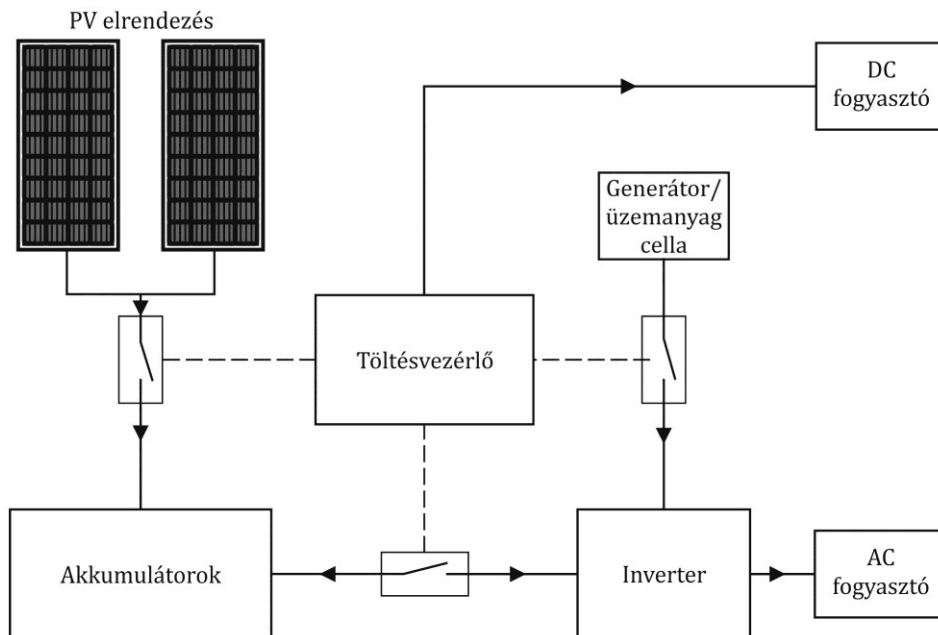 PV elrendezés
DC
fogyasztó
Generátor/
üzemanyag
cella
Töltésvezérlő
Akkumulátorok
Inverter
AC
fogyasztó